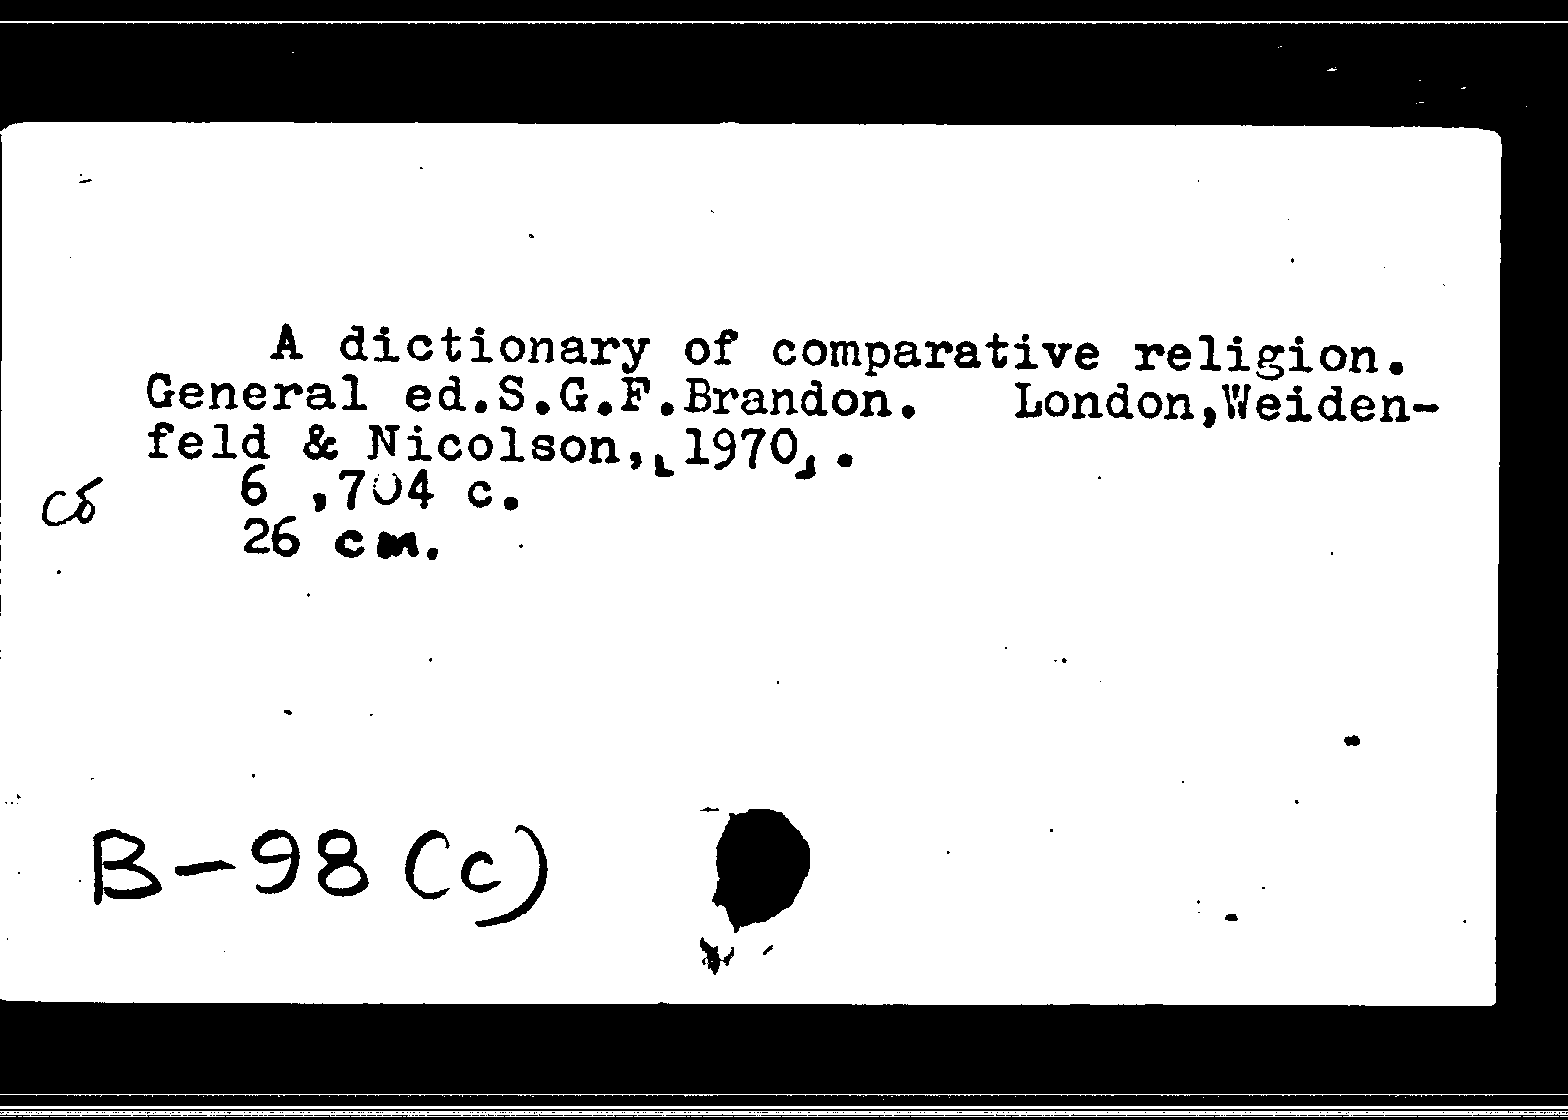 A dictionary of comparative religion.
General ed.S.G.F.Brandon. London,Weiden-
feld & Nicolson,[1970].
6 ,704 c.
сб
26 cm.
B-98 (c)